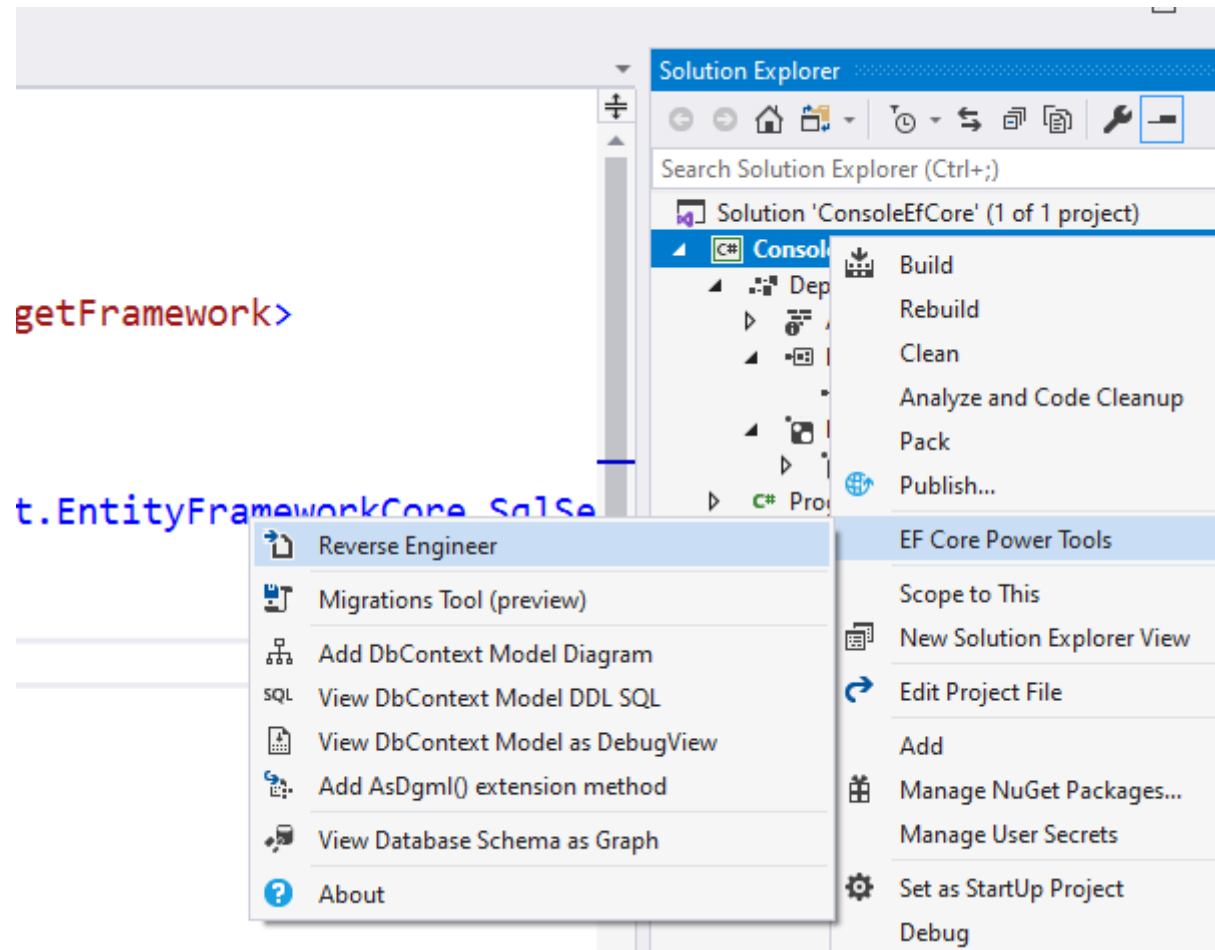 Solution Explorer
Search Solution Explorer (Ctrl+;)
Solution 'ConsoleEfCore' (1 of 1 project)
C# Consol
Dep
C# Pro
getFramework>
t.EntityFrameworkCore.SqlSe
Build
Rebuild
Clean
Analyze and Code Cleanup
Pack
Publish...
EF Core Power Tools
Scope to This
New Solution Explorer View
Edit Project File
Add
Manage NuGet Packages...
Manage User Secrets
Set as StartUp Project
Debug
Reverse Engineer
Migrations Tool (preview)
Add DbContext Model Diagram
SQL View DbContext Model DDL SQL
View DbContext Model as DebugView
Add AsDgml() extension method
View Database Schema as Graph
? About